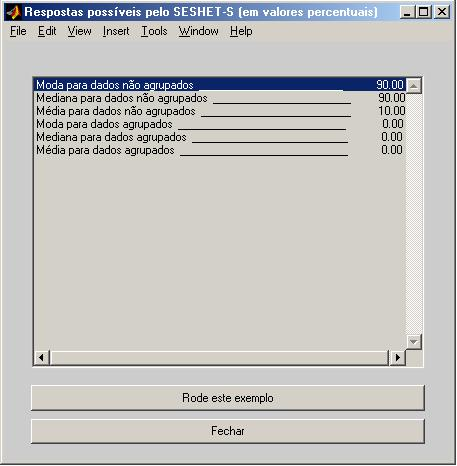 Respostas possíveis pelo SESHET-S (em valores percentuais)
File Edit View Insert Tools Window Help
Moda para dados não agrupados 90.00
Mediana para dados não agrupados 90.00
Média para dados não agrupados 10.00
Moda para dados agrupados 0.00
Mediana para dados agrupados 0.00
Média para dados agrupados 0.00
Rode este exemplo
Fechar